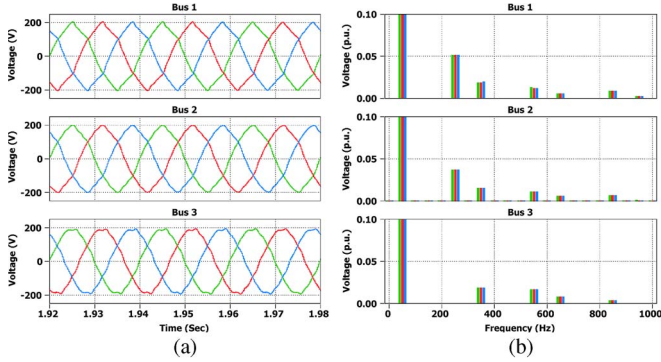 Bus 1
Voltage (V)
200
100
0
-100
-200
Bus 2
Voltage (V)
200
0
-200
Bus 3
Voltage (V)
200
0
-200
1.92 1.93 1.94 1.95 1.96 1.97 1.98
Time (Sec)
(a)
Bus 1
Voltage (p.u.)
0.10
0.05
0.00
Bus 2
Voltage (p.u.)
0.10
0.05
0.00
Bus 3
Voltage (p.u.)
0.10
0.05
0.00
0 200 400 600 800 1000
Frequency (Hz)
(b)